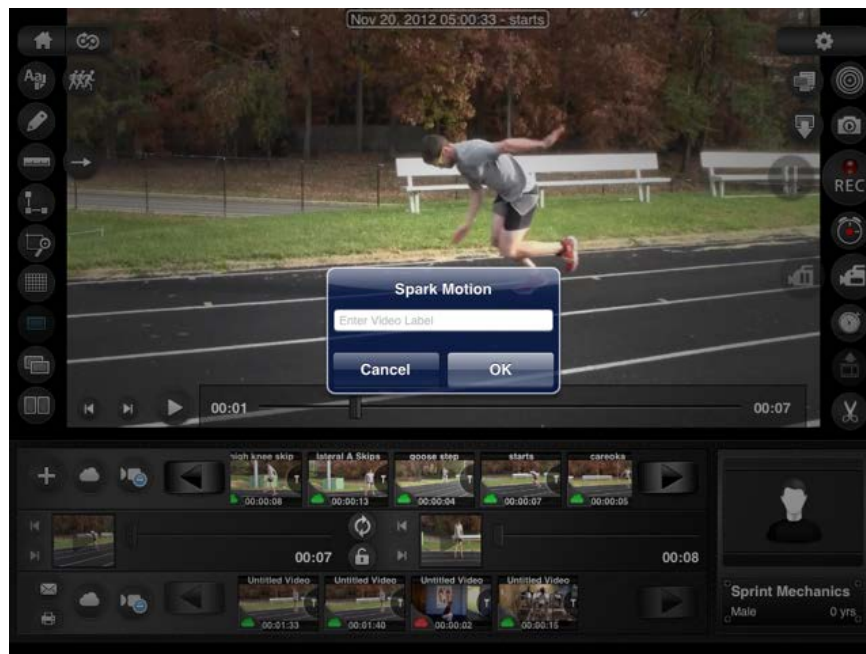 Nov 20, 2012 05:00:33 - starts
REC
Spark Motion
Enter Video Label
Cancel
OK
00:01
00:07
high knee skip
lateral A Skips
goose step
starts
careoks
00:00:08
00:00:13
00:00:04
00:00:07
00:00:05
00:07
00:08
Untitled Video
Untitled Video
Untitled Video
Untitled Video
00:01:33
00:01:40
00:00:02
00:00:15
Sprint Mechanics
Male
0 yrs